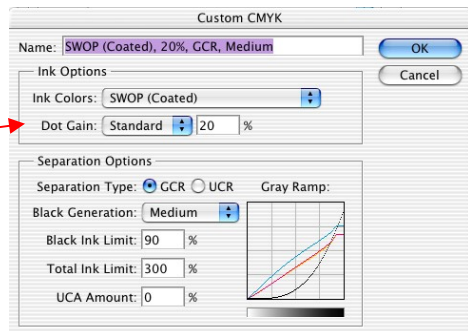 Custom CMYK
Name: SWOP (Coated), 20%, GCR, Medium
OK
Cancel
Ink Options
Ink Colors: SWOP (Coated)
Dot Gain: Standard 20 %
Separation Options
Separation Type: GCR UCR Gray Ramp:
Black Generation: Medium
Black Ink Limit: 90 %
Total Ink Limit: 300 %
UCA Amount: 0 %